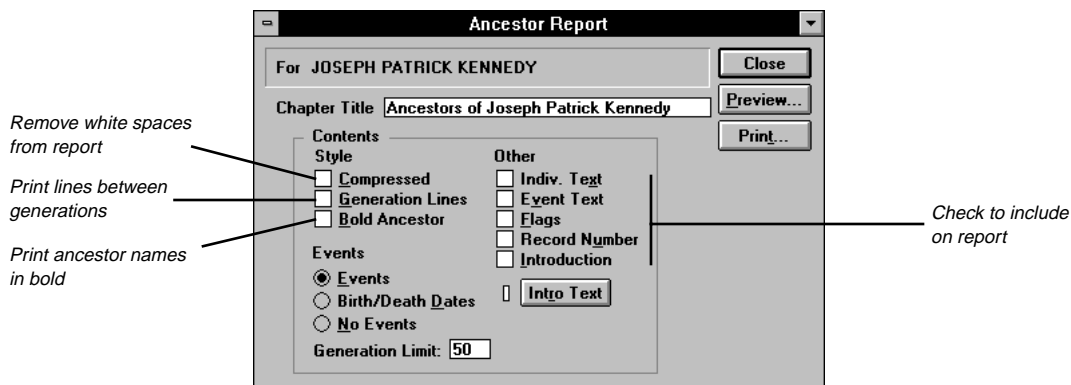 Ancestor Report
For JOSEPH PATRICK KENNEDY
Close
Chapter Title Ancestors of Joseph Patrick Kennedy
Preview...
Print...
Remove white spaces
from report
Print lines between
generations
Print ancestor names
in bold
Contents
Style
Compressed
Generation Lines
Bold Ancestor
Other
Indiv. Text
Event Text
Flags
Record Number
Introduction
Intro Text
Events
Events
Birth/Death Dates
No Events
Generation Limit: 50
Check to include
on report